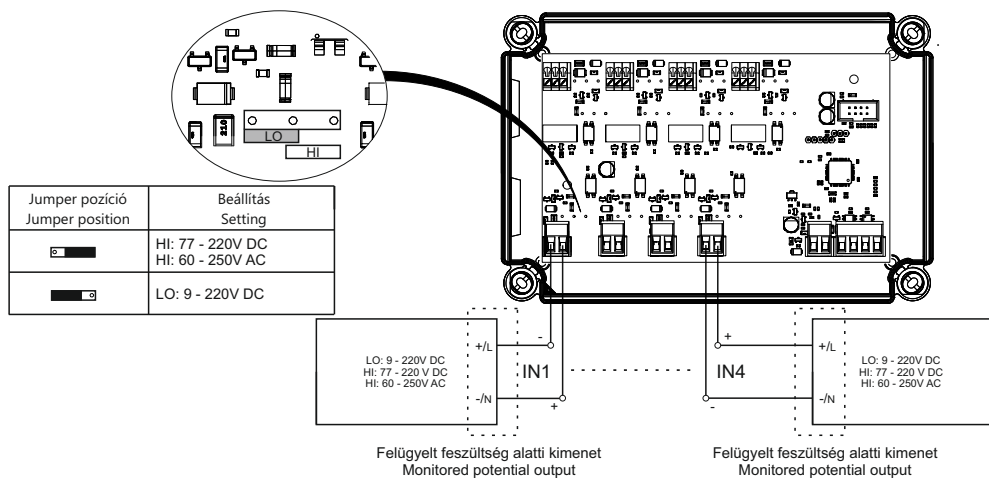 210
LO
HI
Jumper pozíció
Jumper position
Beállítás
Setting
HI: 77 - 220V DC
HI: 60 - 250V AC
LO: 9 - 220V DC
LO: 9 - 220V DC
HI: 77 - 220 V DC
HI: 60 - 250V AC
+/L
-/N
-
+
IN1
IN4
+
-
+/L
-/N
LO: 9 - 220V DC
HI: 77 - 220 V DC
HI: 60 - 250V AC
Felügyelt feszültség alatti kimenet
Monitored potential output
Felügyelt feszültség alatti kimenet
Monitored potential output